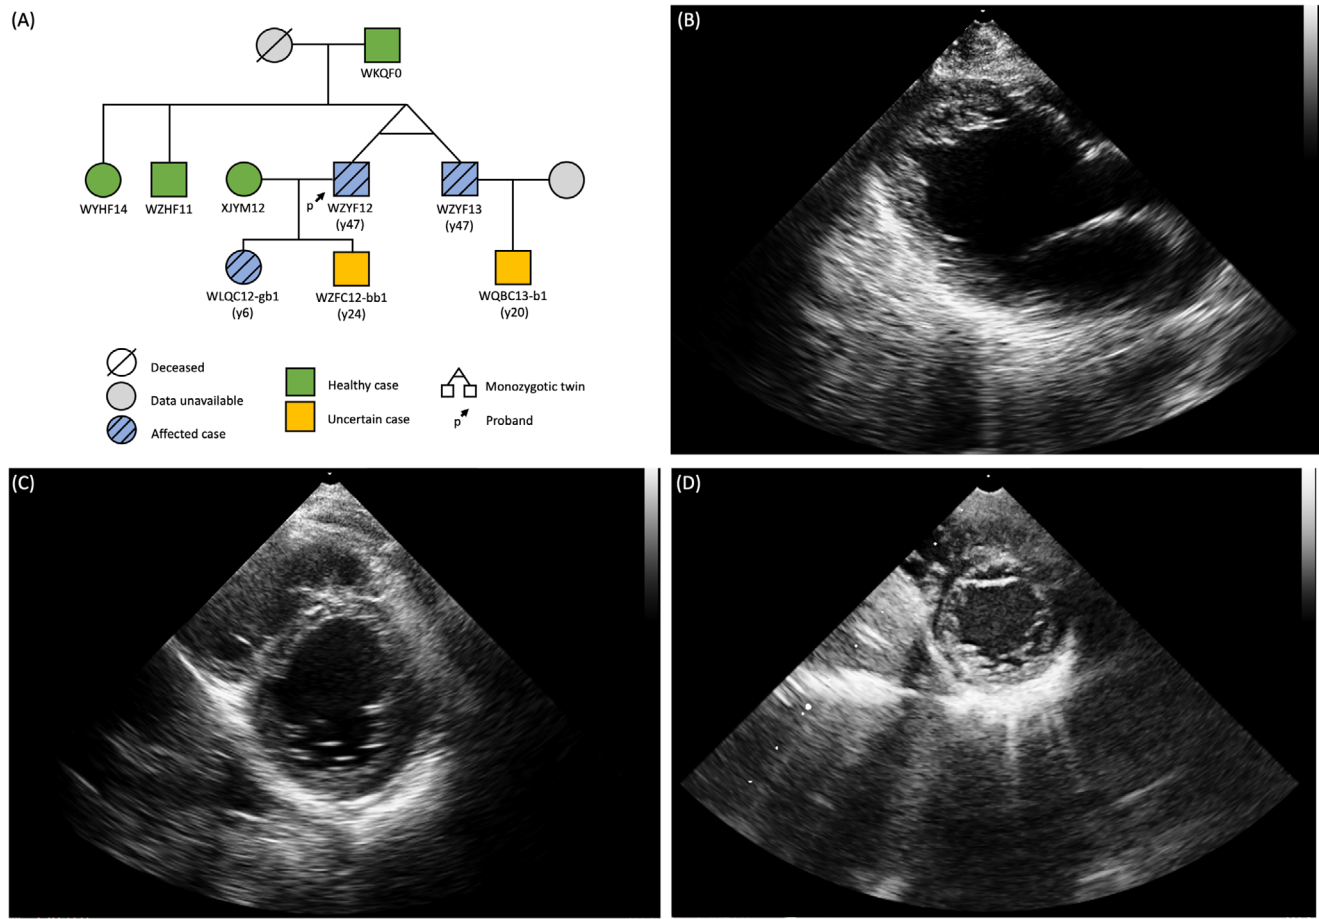 (A)
WKQF0
WYHF14
WZHF11
XJYM12
p
WZYF12
(y47)
WZYF13
(y47)
WLQC12-gb1
(y6)
WZFC12-bb1
(y24)
WQBC13-b1
(y20)
Deceased
Data unavailable
Affected case
Healthy case
Uncertain case
Monozygotic twin
p
Proband
(B)
(C)
(D)